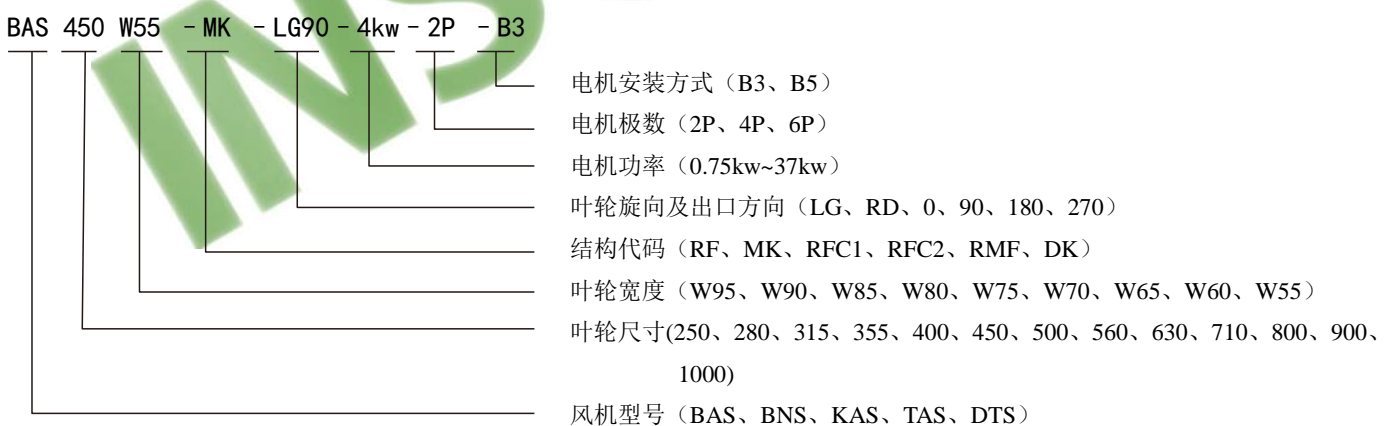 BAS 450 W55 -MK -LG90-4kw-2P -B3
电机安装方式（B3、B5）
电机极数（2P、4P、6P）
电机功率（0.75kw~37kw）
叶轮旋向及出口方向（LG、RD、0、90、180、270）
结构代码（RF、MK、RFC1、RFC2、RMF、DK）
叶轮宽度（W95、W90、W85、W80、W75、W70、W65、W60、W55）
叶轮尺寸(250、280、315、355、400、450、500、560、630、710、800、900、
1000)
风机型号（BAS、BNS、KAS、TAS、DTS）
INS